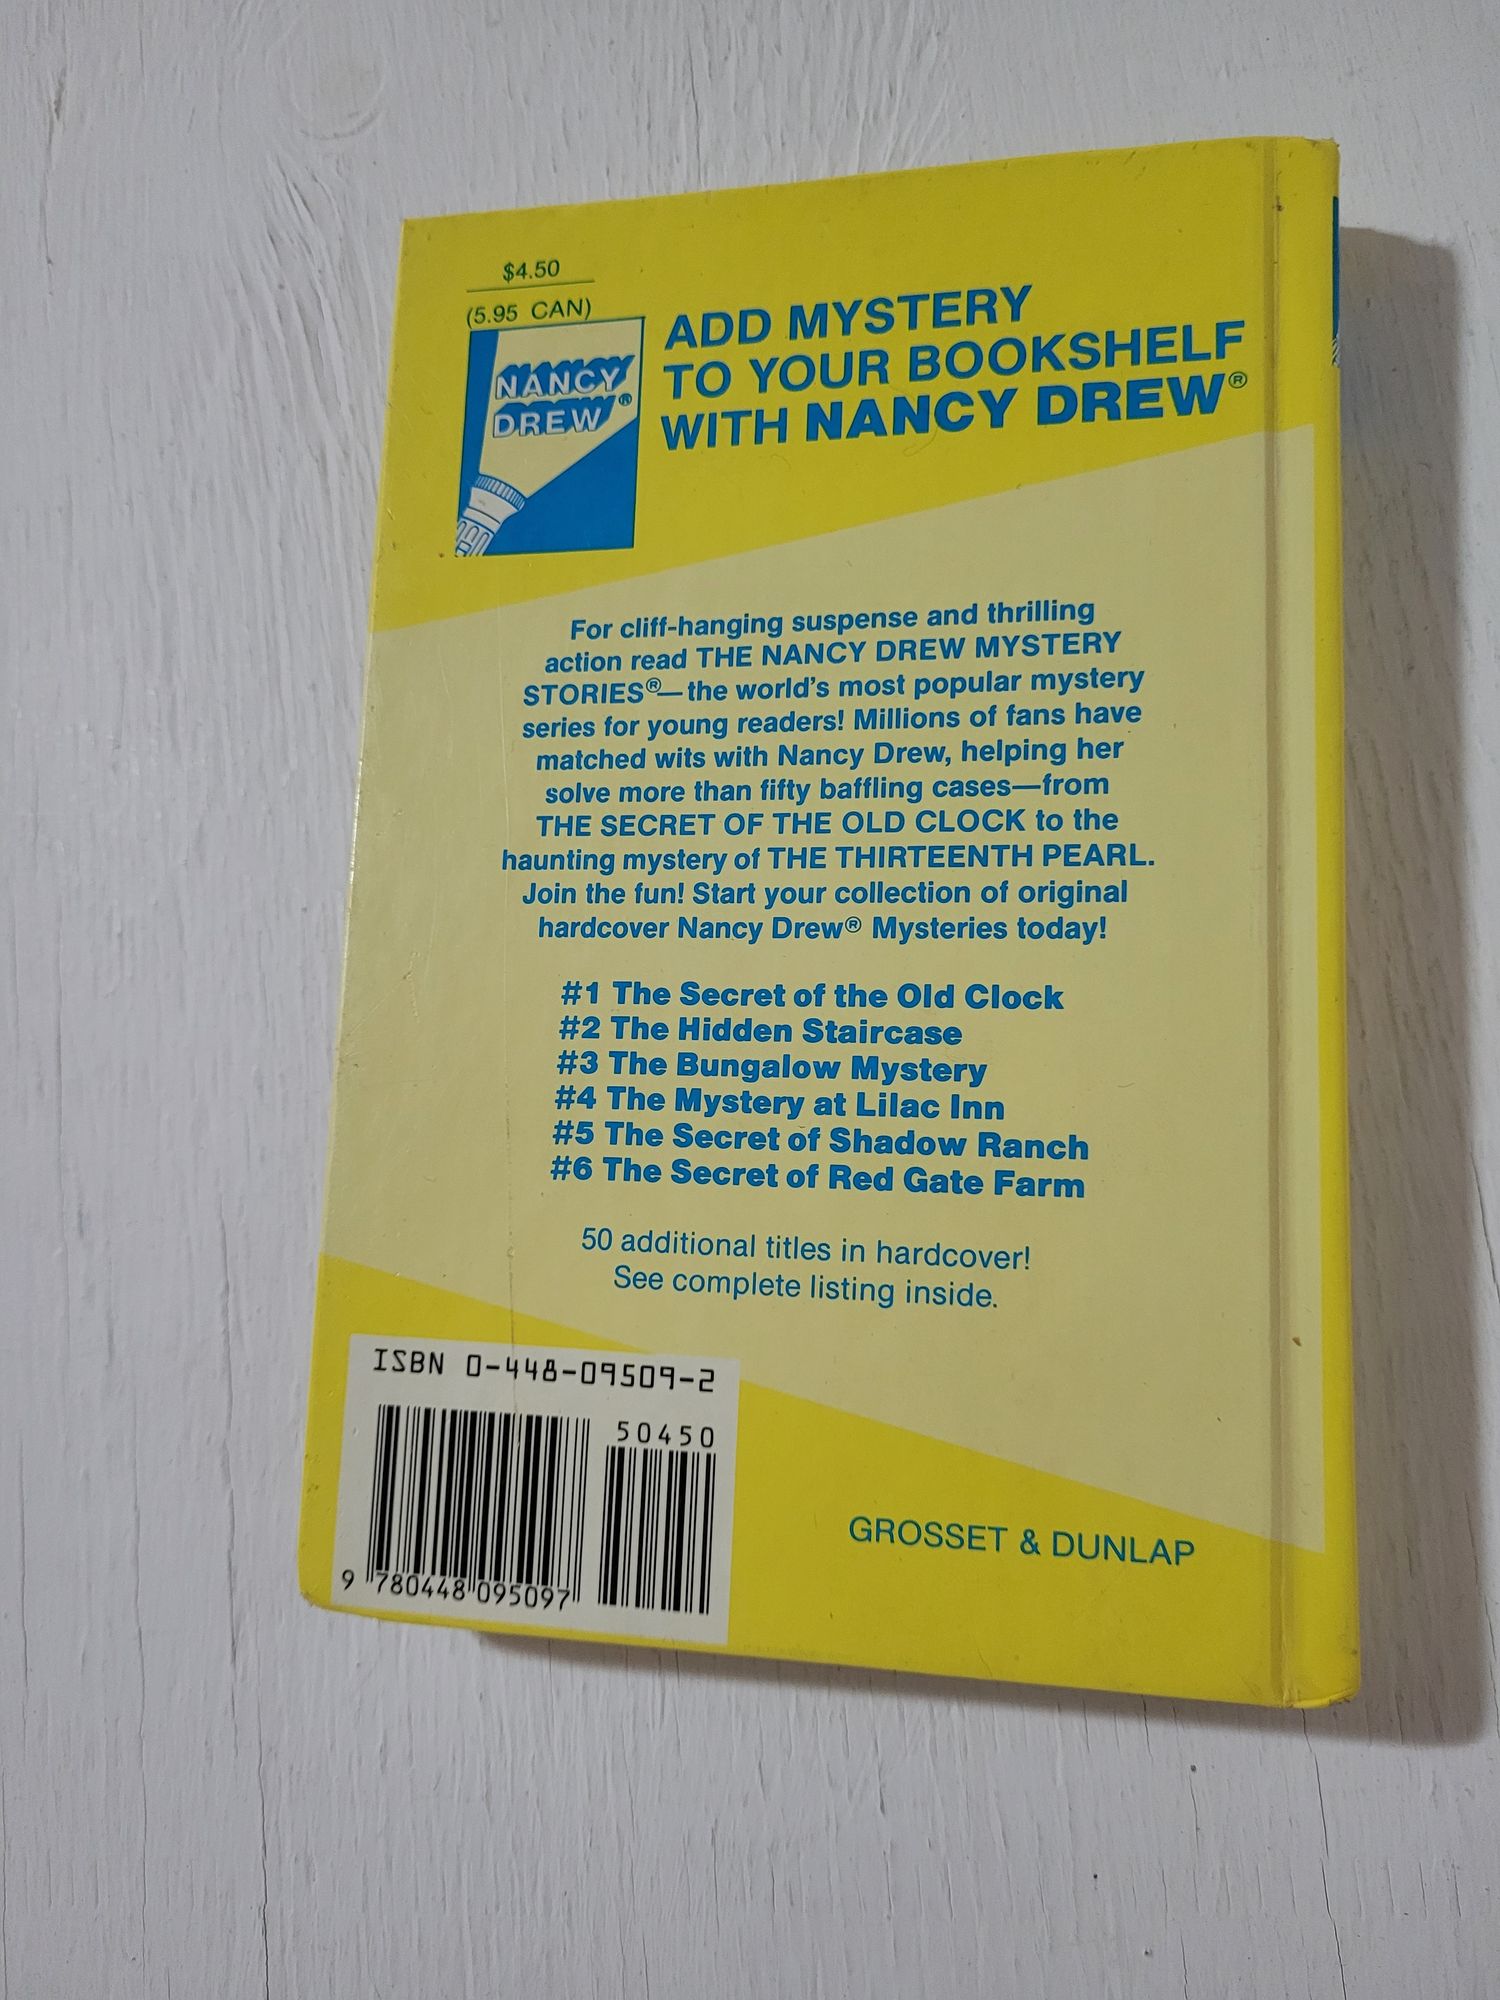 $4.50
(5.95 CAN)
NANCY
DREW®
ADD MYSTERY
TO YOUR BOOKSHELF
WITH NANCY DREW®
For cliff-hanging suspense and thrilling
action read THE NANCY DREW MYSTERY
STORIES®—the world's most popular mystery
series for young readers! Millions of fans have
matched wits with Nancy Drew, helping her
solve more than fifty baffling cases—from
THE SECRET OF THE OLD CLOCK to the
haunting mystery of THE THIRTEENTH PEARL.
Join the fun! Start your collection of original
hardcover Nancy Drew® Mysteries today!
#1 The Secret of the Old Clock
#2 The Hidden Staircase
#3 The Bungalow Mystery
#4 The Mystery at Lilac Inn
#5 The Secret of Shadow Ranch
#6 The Secret of Red Gate Farm
50 additional titles in hardcover!
See complete listing inside.
ISBN 0-448-09509-2
50450
9 780448 095097
GROSSET & DUNLAP